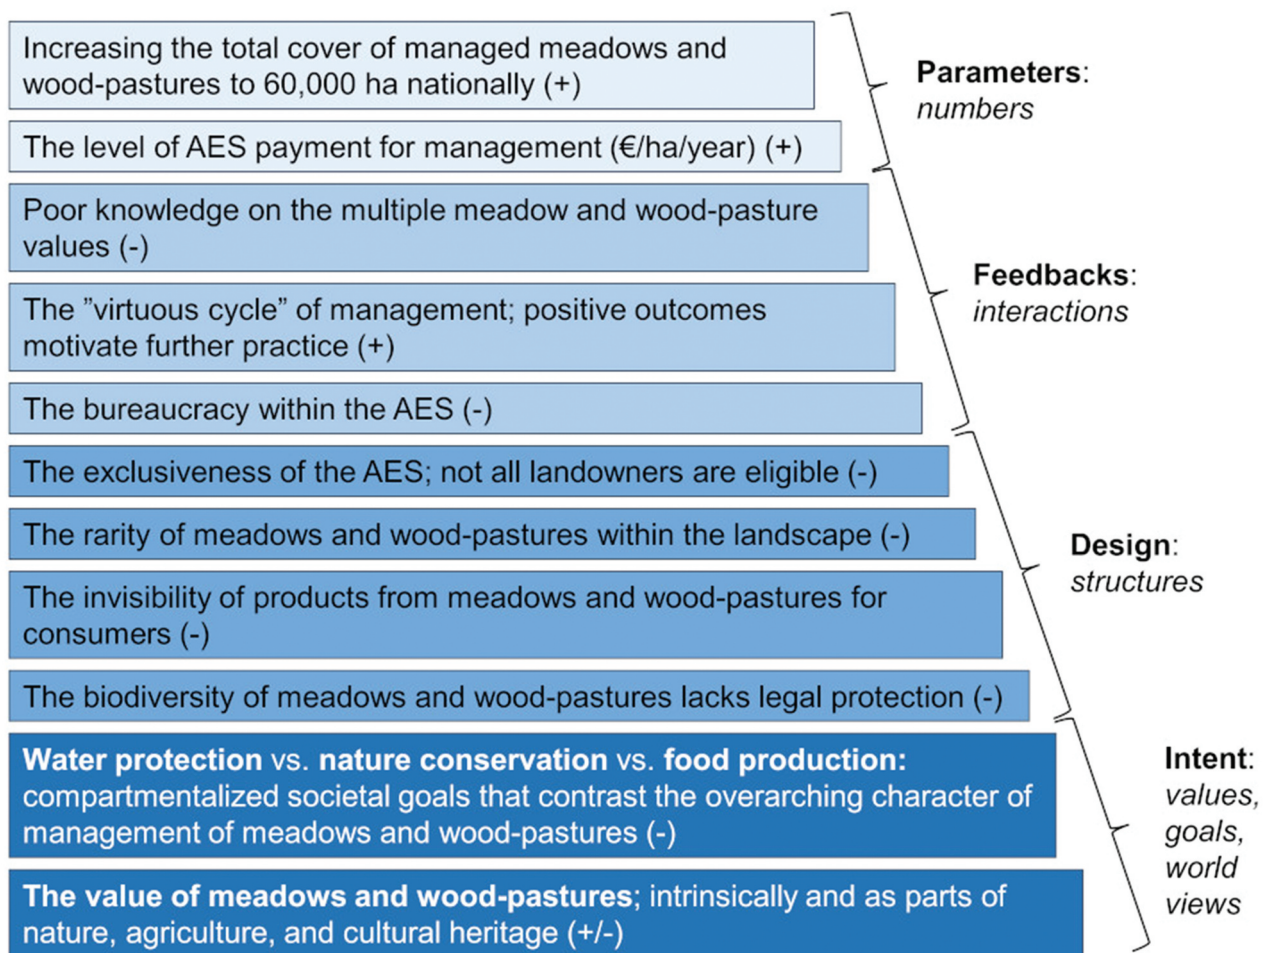 Increasing the total cover of managed meadows and
wood-pastures to 60,000 ha nationally (+)
The level of AES payment for management (€/ha/year) (+)
Parameters:
numbers
Poor knowledge on the multiple meadow and wood-pasture
values (-)
The ”virtuous cycle” of management; positive outcomes
motivate further practice (+)
The bureaucracy within the AES (-)
Feedbacks:
interactions
The exclusiveness of the AES; not all landowners are eligible (-)
The rarity of meadows and wood-pastures within the landscape (-)
The invisibility of products from meadows and wood-pastures for
consumers (-)
The biodiversity of meadows and wood-pastures lacks legal protection (-)
Design:
structures
Water protection vs. nature conservation vs. food production:
compartmentalized societal goals that contrast the overarching character of
management of meadows and wood-pastures (-)
The value of meadows and wood-pastures; intrinsically and as parts of
nature, agriculture, and cultural heritage (+/-)
Intent:
values,
goals,
world
views